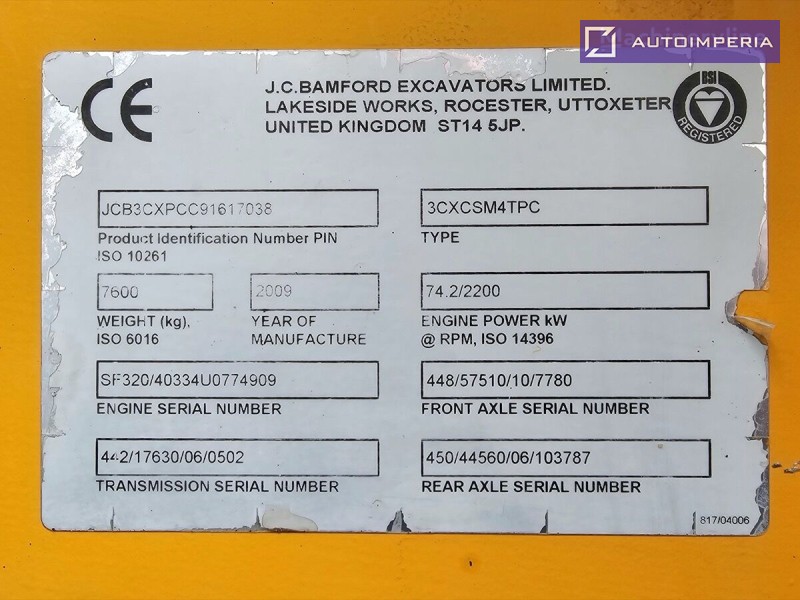 AUTOIMPERIA
CE
J.C.BAMFORD EXCAVATORS LIMITED.
LAKESIDE WORKS, ROCESTER, UTTOXETER
UNITED KINGDOM ST14 5JP.
BSI
REGISTERED
JCB3CXPCC91617038
Product Identification Number PIN
ISO 10261
3CXCSM4TPC
TYPE
7600
WEIGHT (kg),
ISO 6016
2009
YEAR OF
MANUFACTURE
74.2/2200
ENGINE POWER kW
@ RPM, ISO 14396
SF320/40334U0774909
ENGINE SERIAL NUMBER
448/57510/10/7780
FRONT AXLE SERIAL NUMBER
442/17630/06/0502
TRANSMISSION SERIAL NUMBER
450/44560/06/103787
REAR AXLE SERIAL NUMBER
817/04006